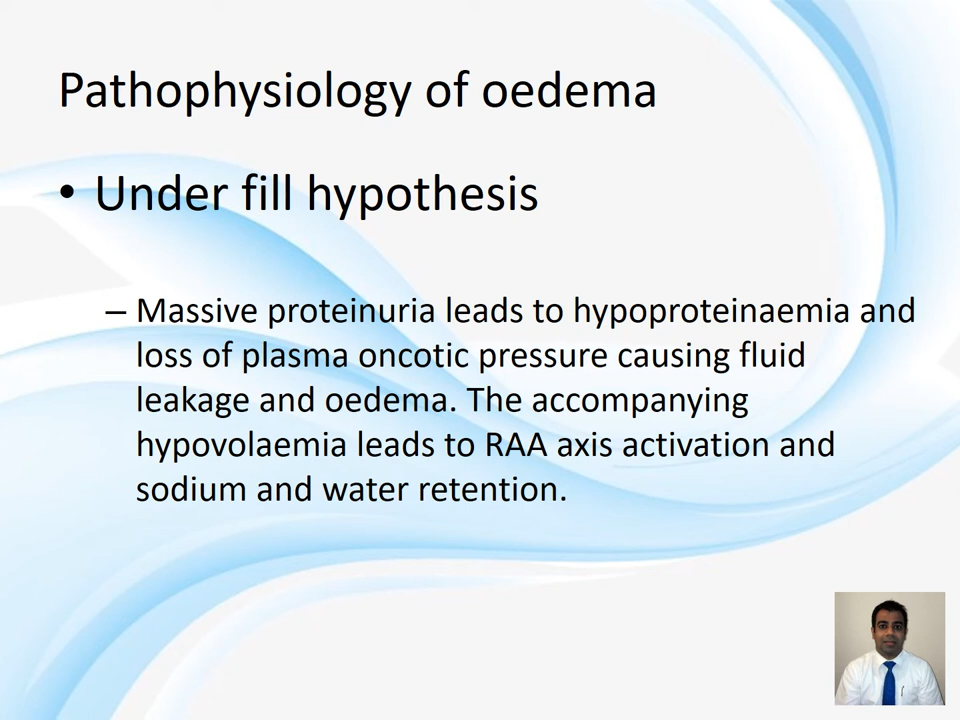 Pathophysiology of oedema
• Under fill hypothesis
– Massive proteinuria leads to hypoproteinaemia and
loss of plasma oncotic pressure causing fluid
leakage and oedema. The accompanying
hypovolaemia leads to RAA axis activation and
sodium and water retention.